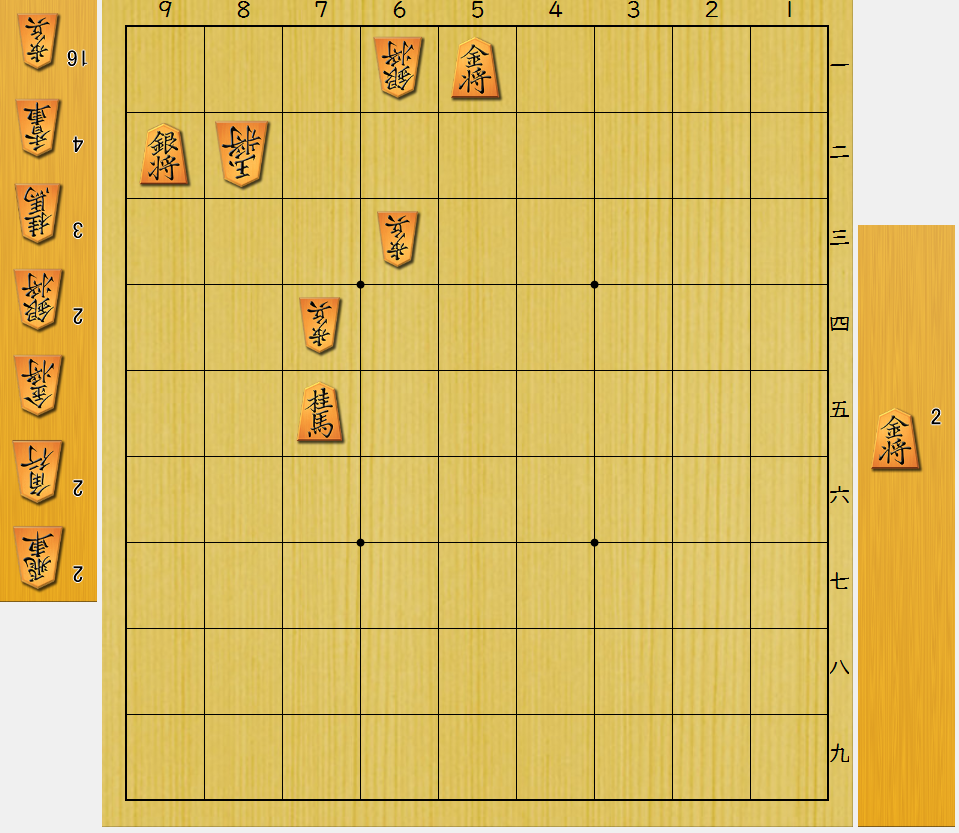 9 8 7 6 5 4 3 2 1
銀将 金将 一
銀将 玉将 二
歩兵 三
歩兵 四
桂馬 五
六
七
八
九
歩兵 16
香車 4
桂馬 3
銀将 2
金将
角行 2
飛車 2
金将 2